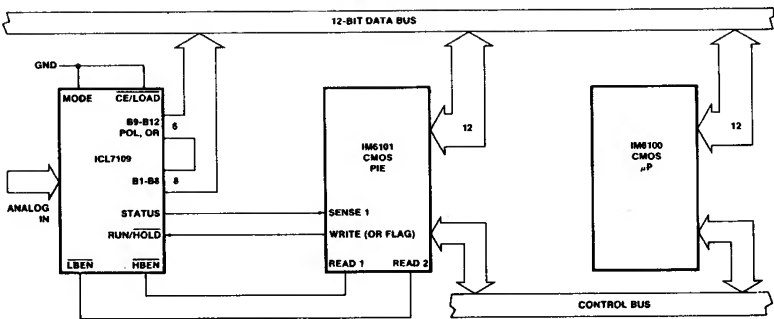 12-BIT DATA BUS
GND
MODE CE/LOAD
B9-B12
POL, OR
6
ICL7109
B1-B8 8
ANALOG
IN
STATUS
RUN/HOLD
LBEN HBEN
IM6101
CMOS
PIE
12
SENSE 1
WRITE (OR FLAG)
READ 1 READ 2
IM6100
CMOS
μP
12
CONTROL BUS